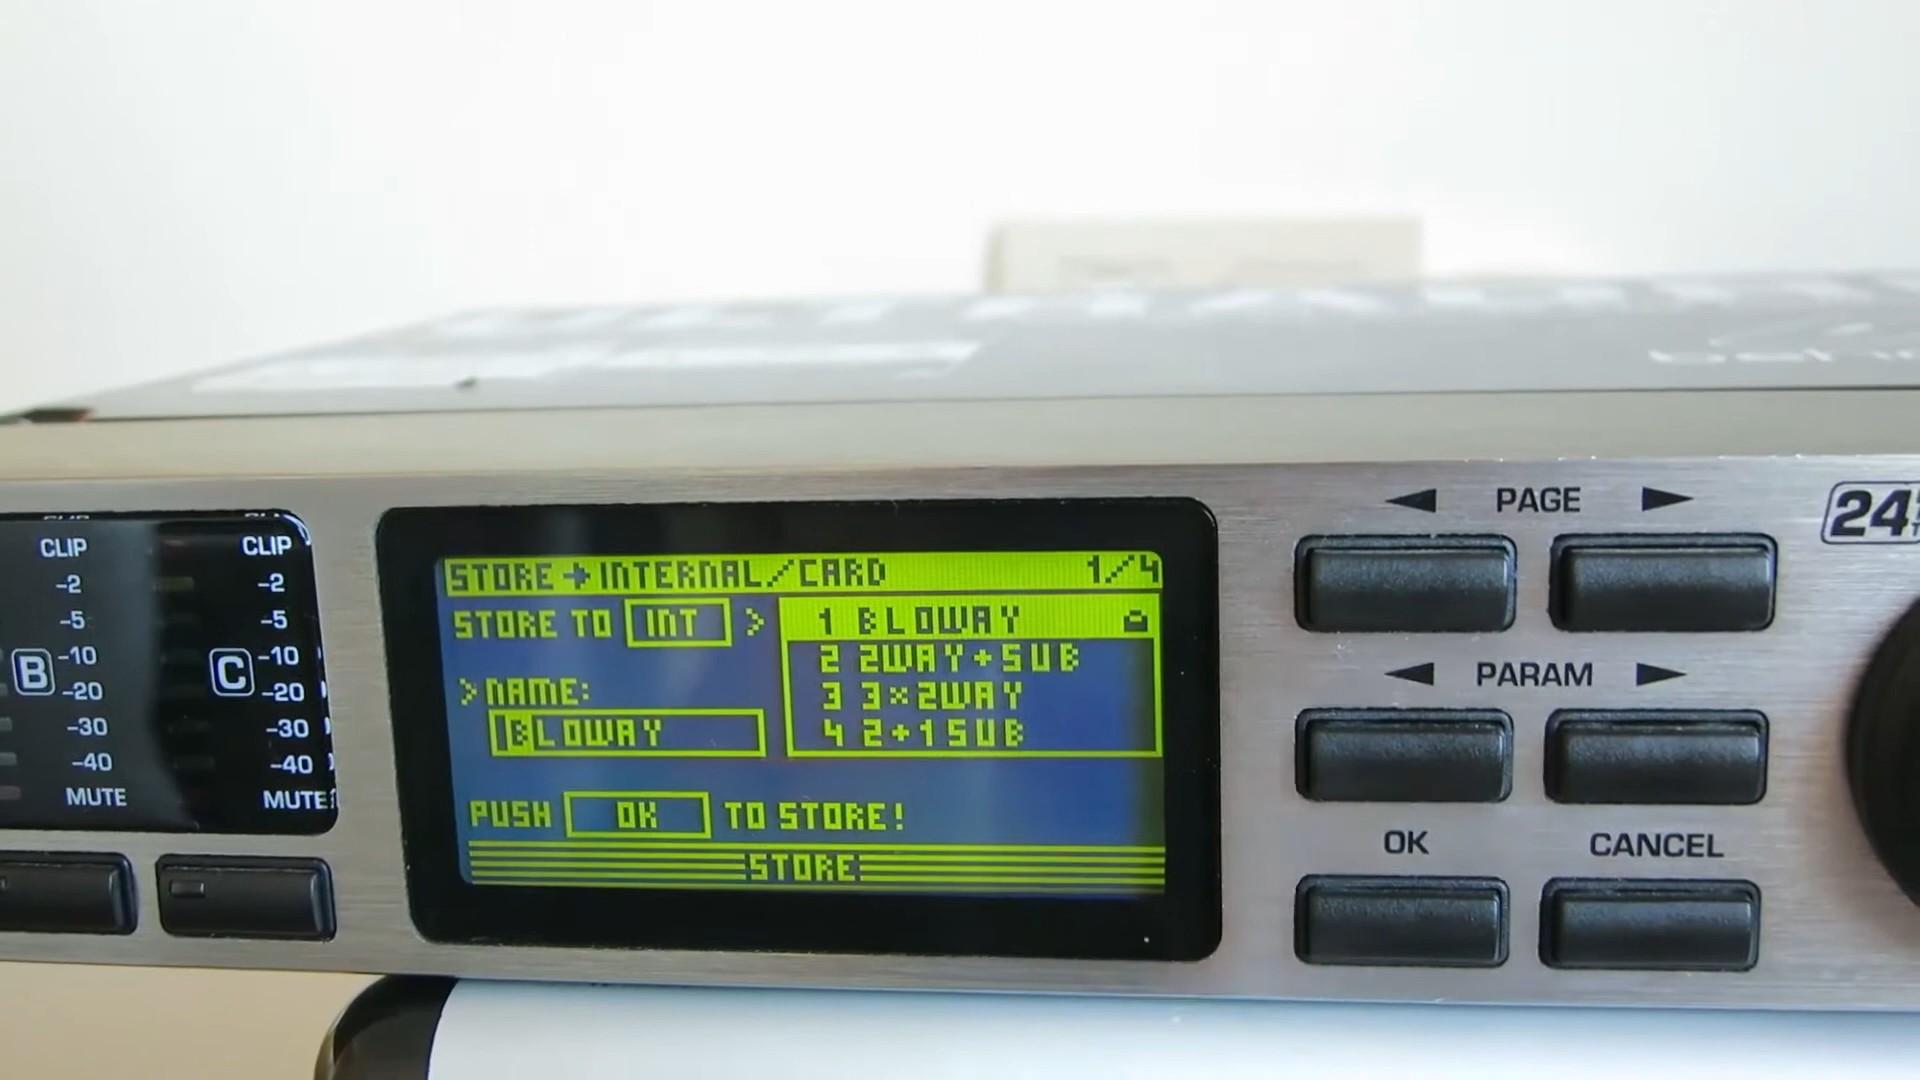 CLIP
-2
-5
B -10
-20
-30
-40
MUTE
CLIP
-2
-5
C -10
-20
-30
-40
MUTE
STORE → INTERNAL/CARD 1/4
STORE TO INT >
> NAME:
BLOWAY
1 BLOWAY
2 2WAY+SUB
3 3×2WAY
4 2+1SUB
PUSH OK TO STORE!
STORE
◄ PAGE ►
◄ PARAM ►
OK CANCEL
24